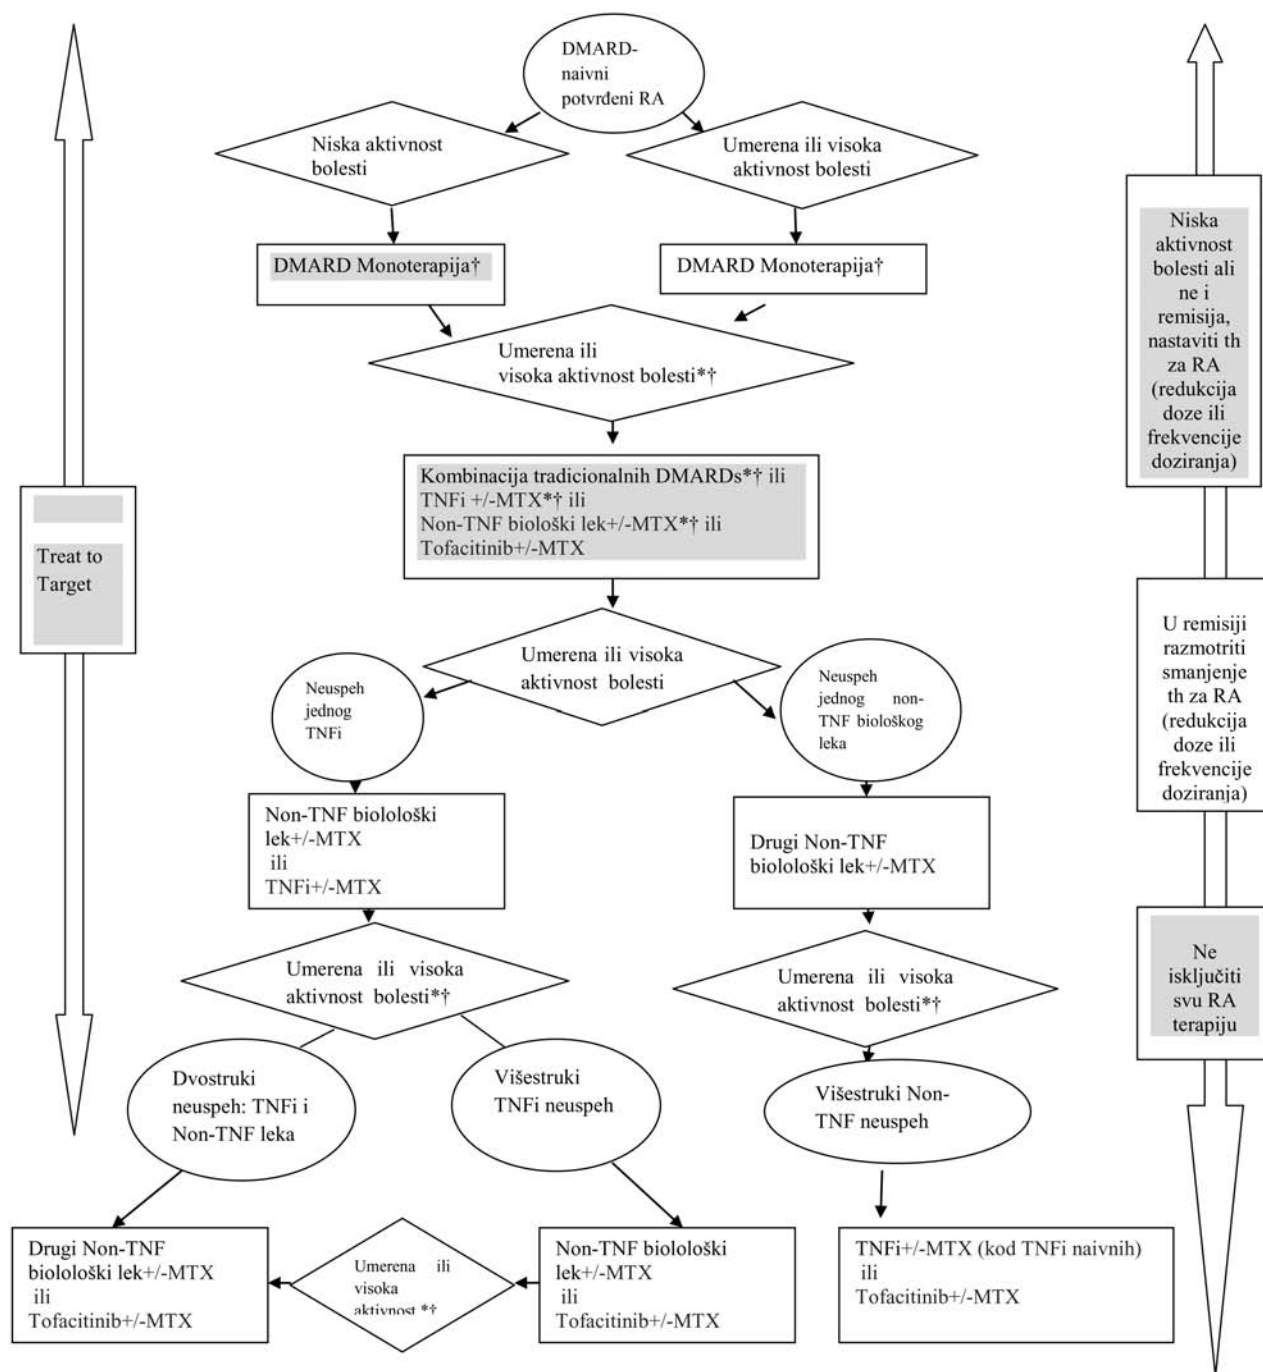 DMARD-
naivni
potvrđeni RA
Niska aktivnost
bolesti
Umerena ili visoka
aktivnost bolesti
DMARD Monoterapija†
DMARD Monoterapija†
Umerena ili
visoka aktivnost bolesti*†
Kombinacija tradicionalnih DMARDs*† ili
TNFi +/-MTX*† ili
Non-TNF biološki lek+/-MTX*† ili
Tofacitinib+/-MTX
Umerena ili visoka
aktivnost bolesti
Neuspeh
jednog
TNFi
Neuspeh
jednog non-
TNF biološkog
leka
Non-TNF biolološki
lek+/-MTX
ili
TNFi+/-MTX
Drugi Non-TNF
biolološki lek+/-MTX
Umerena ili visoka
aktivnost bolesti*†
Umerena ili visoka
aktivnost bolesti*†
Dvostruki
neuspeh: TNFi i
Non-TNF leka
Višestruki
TNFi neuspeh
Višestruki Non-
TNF neuspeh
Drugi Non-TNF
biolološki lek+/-MTX
ili
Tofacitinib+/-MTX
Umerena ili
visoka
aktivnost *†
Non-TNF biolološki
lek+/-MTX
ili
Tofacitinib+/-MTX
TNFi+/-MTX (kod TNFi naivnih)
ili
Tofacitinib+/-MTX
Treat to
Target
Niska
aktivnost
bolesti ali
ne i
remisija,
nastaviti th
za RA
(redukcija
doze ili
frekvencije
doziranja)
U remisiji
razmotriti
smanjenje
th za RA
(redukcija
doze ili
frekvencije
doziranja)
Ne
isključiti
svu RA
terapiju